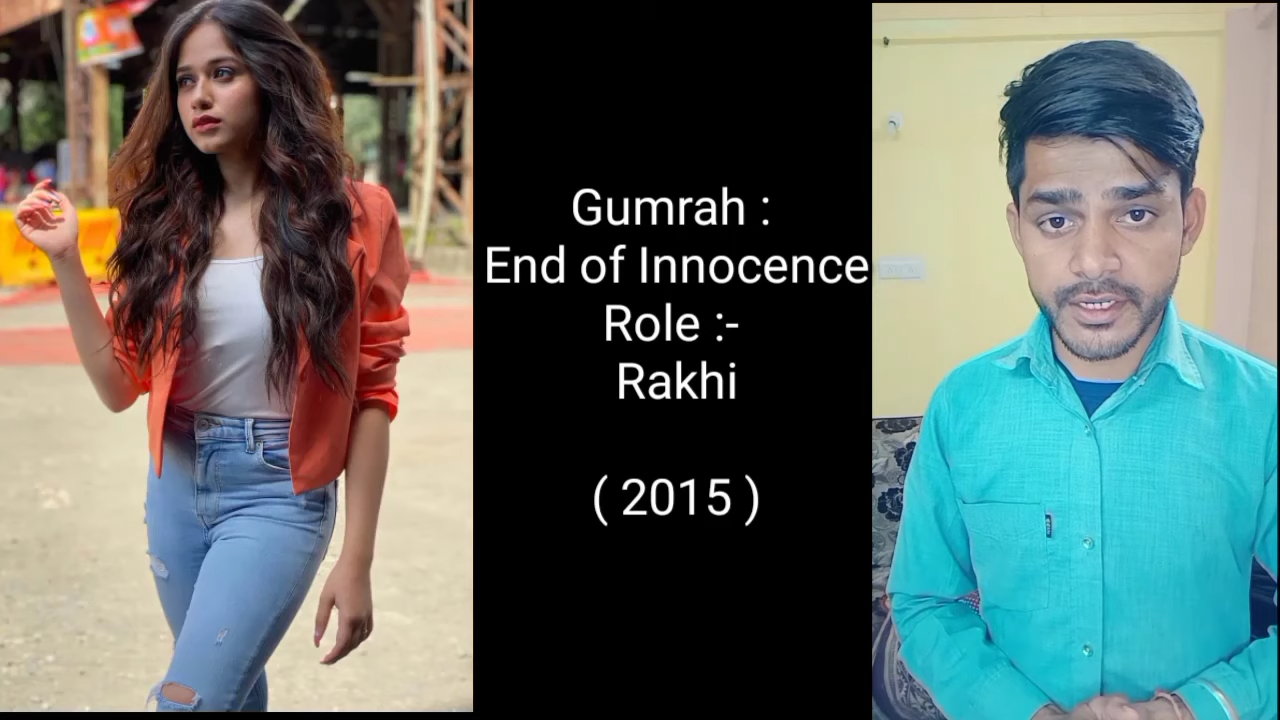 Gumrah :
End of Innocence
Role :-
Rakhi
( 2015 )